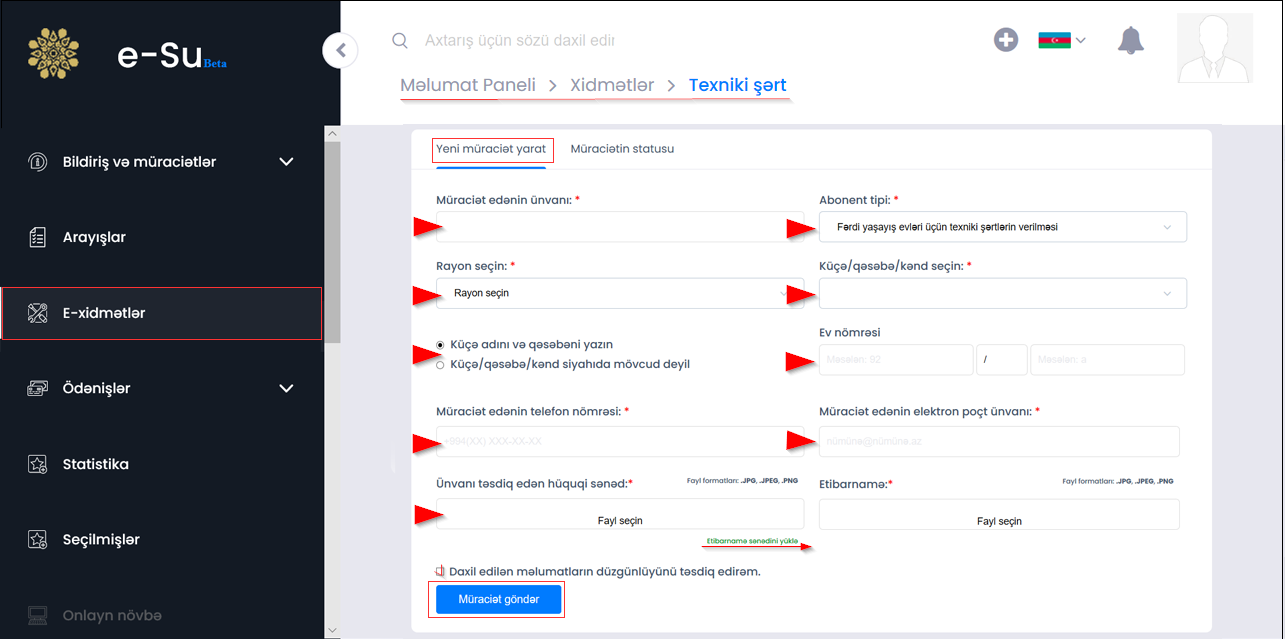 e-Su Beta
Axtarış üçün sözü daxil edin
Məlumat Paneli > Xidmətlər > Texniki şərt
Bildiriş və müraciətlər
Arayışlar
E-xidmətlər
Ödənişlər
Statistika
Seçilmişlər
Onlayn növbə
Yeni müraciət yarat
Müraciətin statusu
Müraciət edənin ünvanı: *
Abonent tipi: *
Fərdi yaşayış evləri üçün texniki şərtlərin verilməsi
Rayon seçin: *
Küçə/qəsəbə/kənd seçin: *
Rayon seçin
Küçə adını və qəsəbəni yazın
Küçə/qəsəbə/kənd siyahıda mövcud deyil
Ev nömrəsi
Məsələn: 92
/
Məsələn: a
Müraciət edənin telefon nömrəsi: *
Müraciət edənin elektron poçt ünvanı: *
+994(XX) XXX-XX-XX
nümünə@nümünə.az
Ünvanı təsdiq edən hüquqi sənəd:*
Fayl formatları: .JPG, .JPEG, .PNG
Etibarnamə:*
Fayl formatları: .JPG, .JPEG, .PNG
Fayl seçin
Fayl seçin
Etibarnamə sənədini yüklə
Daxil edilən məlumatların düzgünlüyünü təsdiq edirəm.
Müraciət göndər